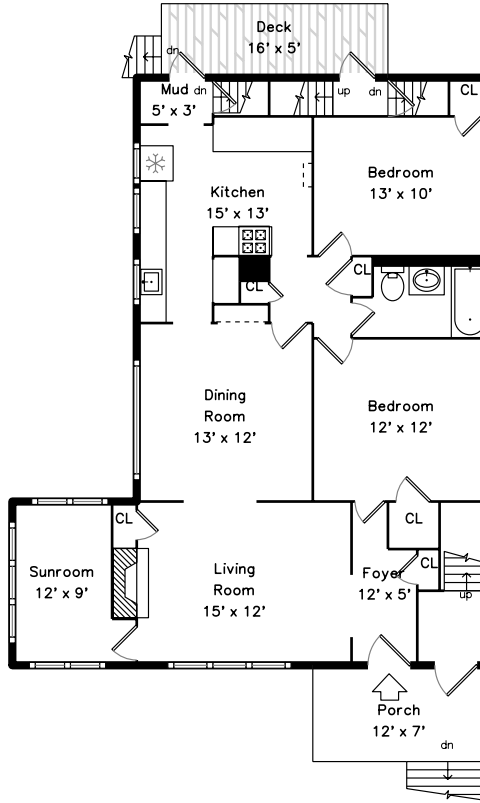 Deck
16' x 5'
dn
Mud
5' x 3'
dn
up
dn
CL
Kitchen
15' x 13'
Bedroom
13' x 10'
CL
CL
Dining
Room
13' x 12'
Bedroom
12' x 12'
CL
CL
Sunroom
12' x 9'
Living
Room
15' x 12'
Foyer
12' x 5'
CL
up
Porch
12' x 7'
dn